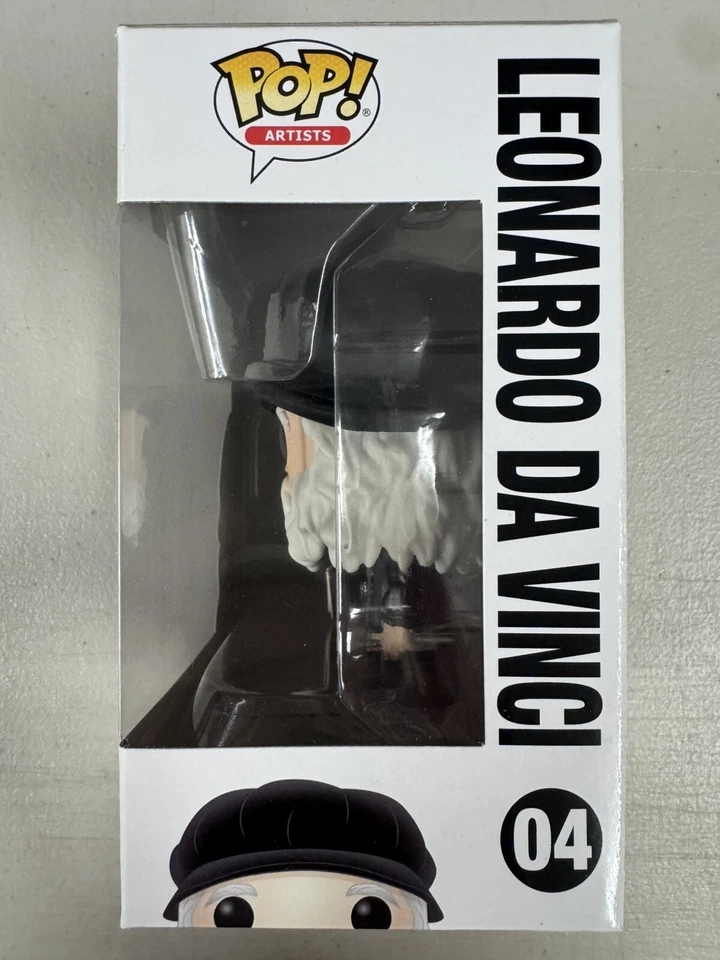 POP!
®
ARTISTS
LEONARDO DA VINCI
04